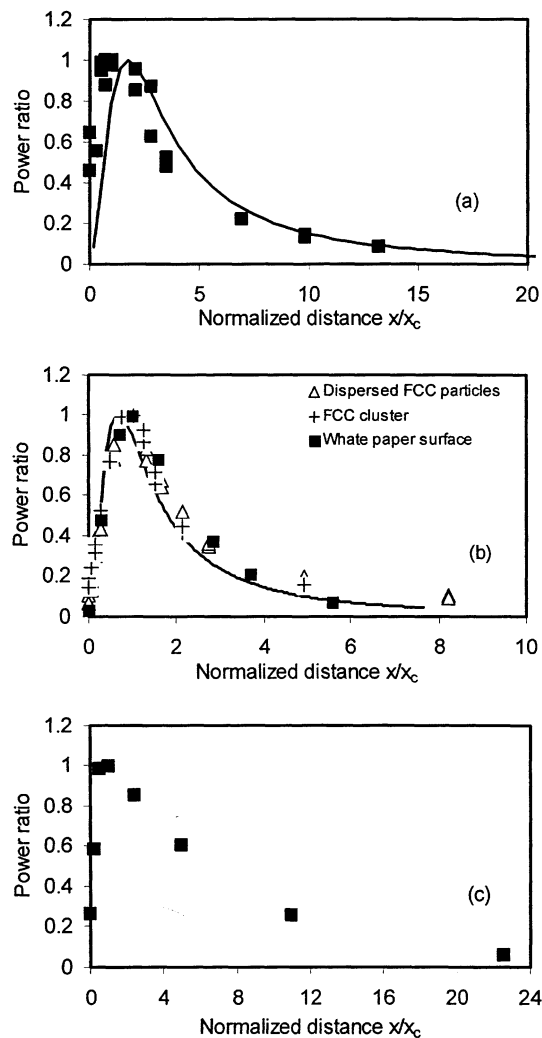 1.2
1
0.8
0.6
0.4
0.2
0
Power ratio
(a)
0 5 10 15 20
Normalized distance x/xc
1.2
1
0.8
0.6
0.4
0.2
0
Power ratio
Dispersed FCC particles
FCC cluster
Whate paper surface
(b)
0 2 4 6 8 10
Normalized distance x/xc
1.2
1
0.8
0.6
0.4
0.2
0
Power ratio
(c)
0 4 8 12 16 20 24
Normalized distance x/xc